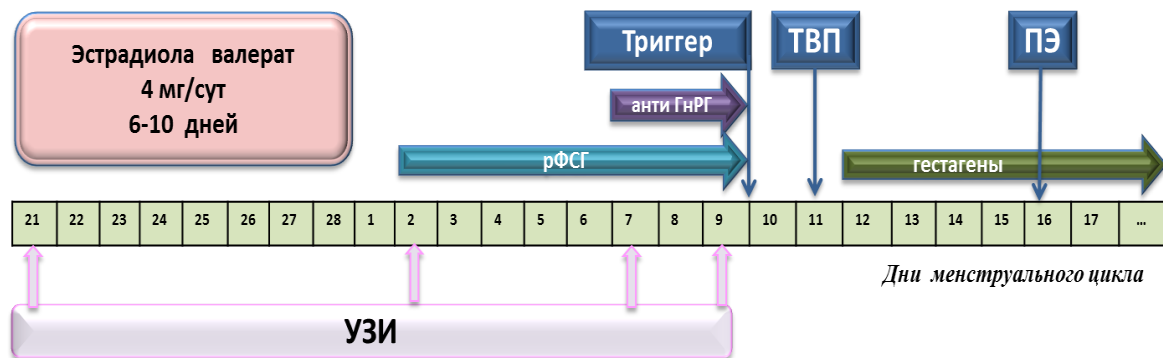 Эстрадиола валерат
4 мг/сут
6-10 дней
Триггер
ТВП
ПЭ
анти ГнРГ
рФСГ
гестагены
21 22 23 24 25 26 27 28 1 2 3 4 5 6 7 8 9 10 11 12 13 14 15 16 17 ...
Дни менструального цикла
УЗИ